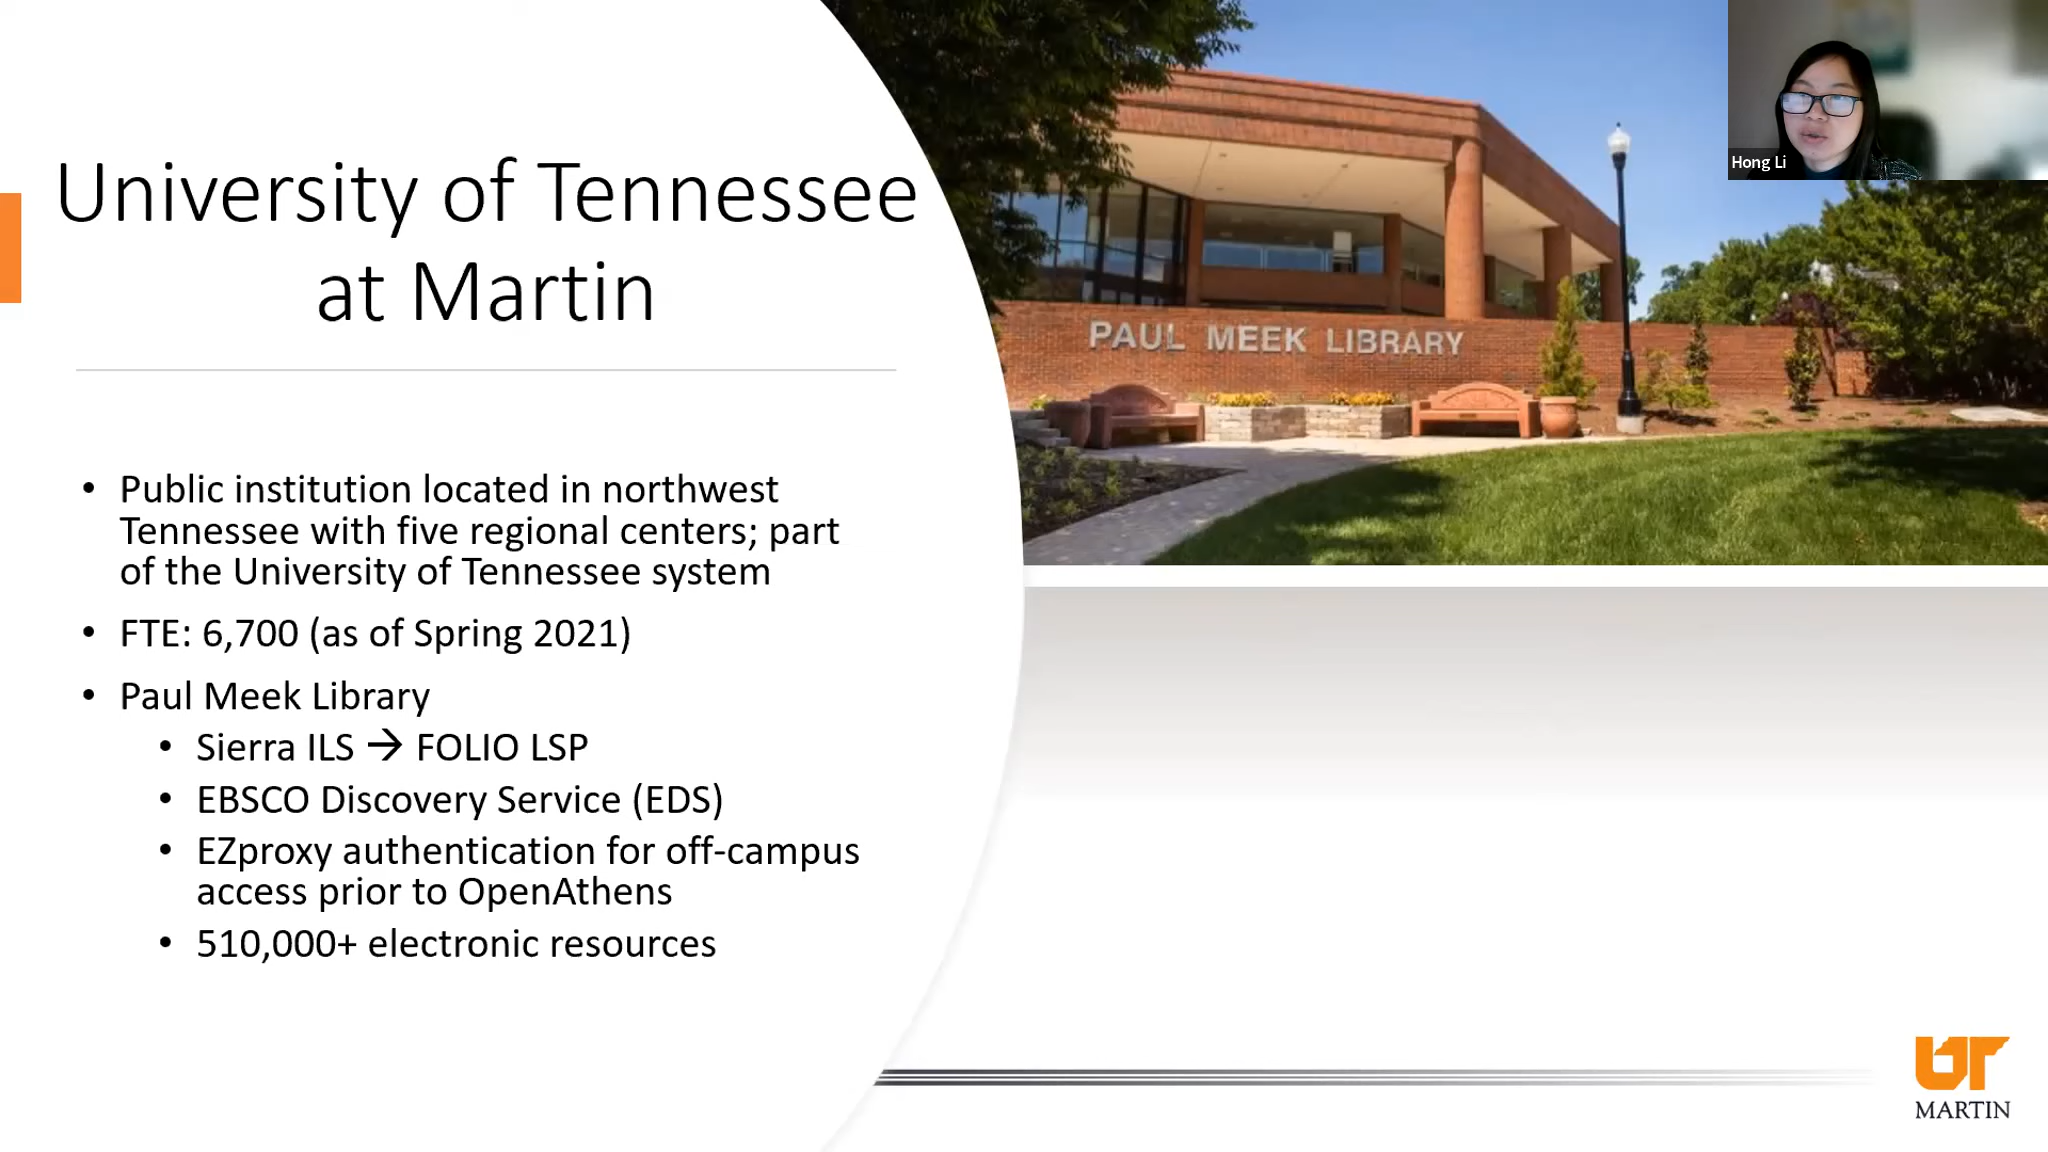 University of Tennessee
at Martin
PAUL MEEK LIBRARY
Hong Li
• Public institution located in northwest
Tennessee with five regional centers; part
of the University of Tennessee system
• FTE: 6,700 (as of Spring 2021)
• Paul Meek Library
• Sierra ILS → FOLIO LSP
• EBSCO Discovery Service (EDS)
• EZproxy authentication for off-campus
access prior to OpenAthens
• 510,000+ electronic resources
UT
MARTIN